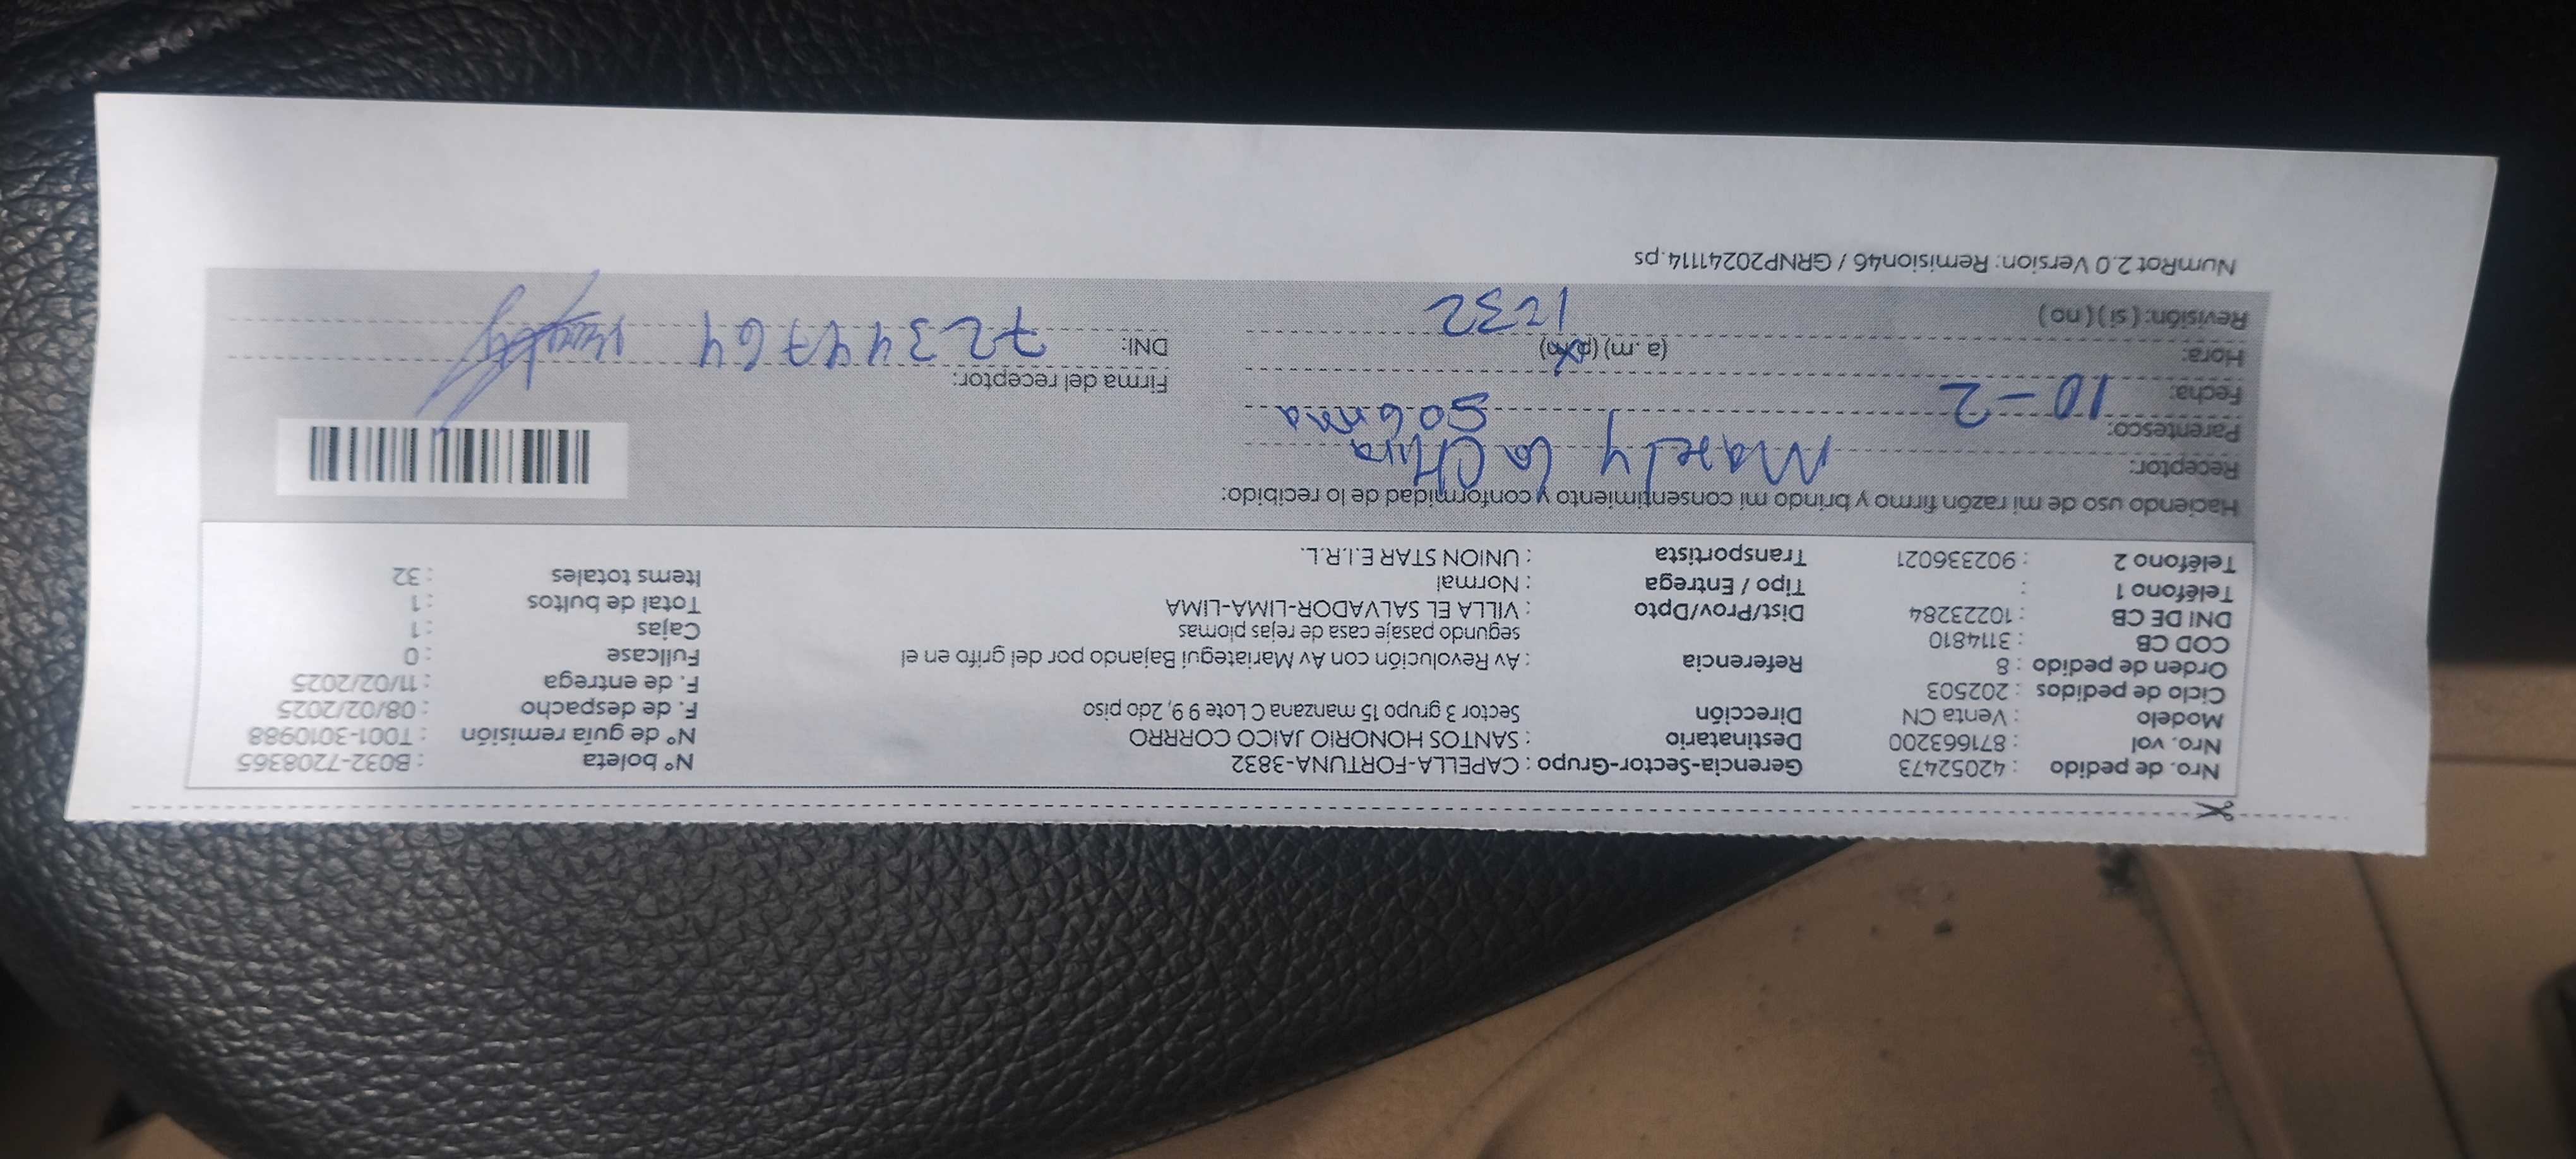 Nro. de pedido : 42052473 Gerencia-Sector-Grupo : CAPELLA-FORTUNA-3832 N° boleta : B032-7208365
Nro. vol : 871663200 Destinatario : SANTOS HONORIO JAICO CORRRO N° de guía remisión : T001-3010988
Modelo : Venta CN Dirección Sector 3 grupo 15 manzana C Lote 9 9, 2do piso F. de despacho : 08/02/2025
Ciclo de pedidos : 202503 F. de entrega : 11/02/2025
Orden de pedido : 8 Referencia : Av Revolución con Av Mariategui Bajando por del grifo en el Fullcase : 0
COD CB : 3114810 segundo pasaje casa de rejas plomas Cajas : 1
DNI DE CB : 10223284 Dist/Prov/Dpto : VILLA EL SALVADOR-LIMA-LIMA Total de bultos : 1
Teléfono 1 : Tipo / Entrega : Normal Items totales : 32
Teléfono 2 : 902336021 Transportista : UNION STAR E.I.R.L.
Haciendo uso de mi razón firmo y brindo mi consentimiento y conformidad de lo recibido:
Receptor: Marely la Chira
Parentesco: sobrina
Fecha: 10-2 Firma del receptor:
Hora: 1:32 (a.m) (p.m) DNI: 72344764
Revisión: ( si ) ( no )
NumRot 2.0 Version: Remision46 / GRNP20241114.ps